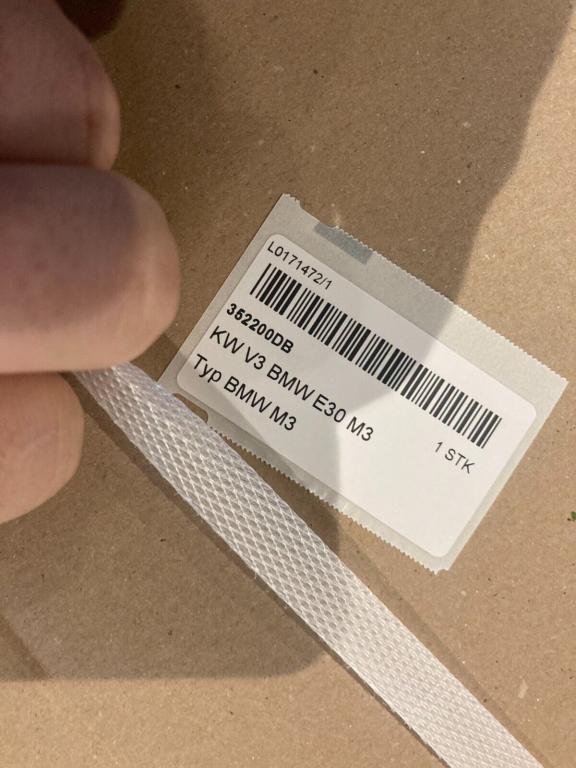 L0171472/1
352200DB
KW V3 BMW E30 M3
Typ BMW M3
1 STK